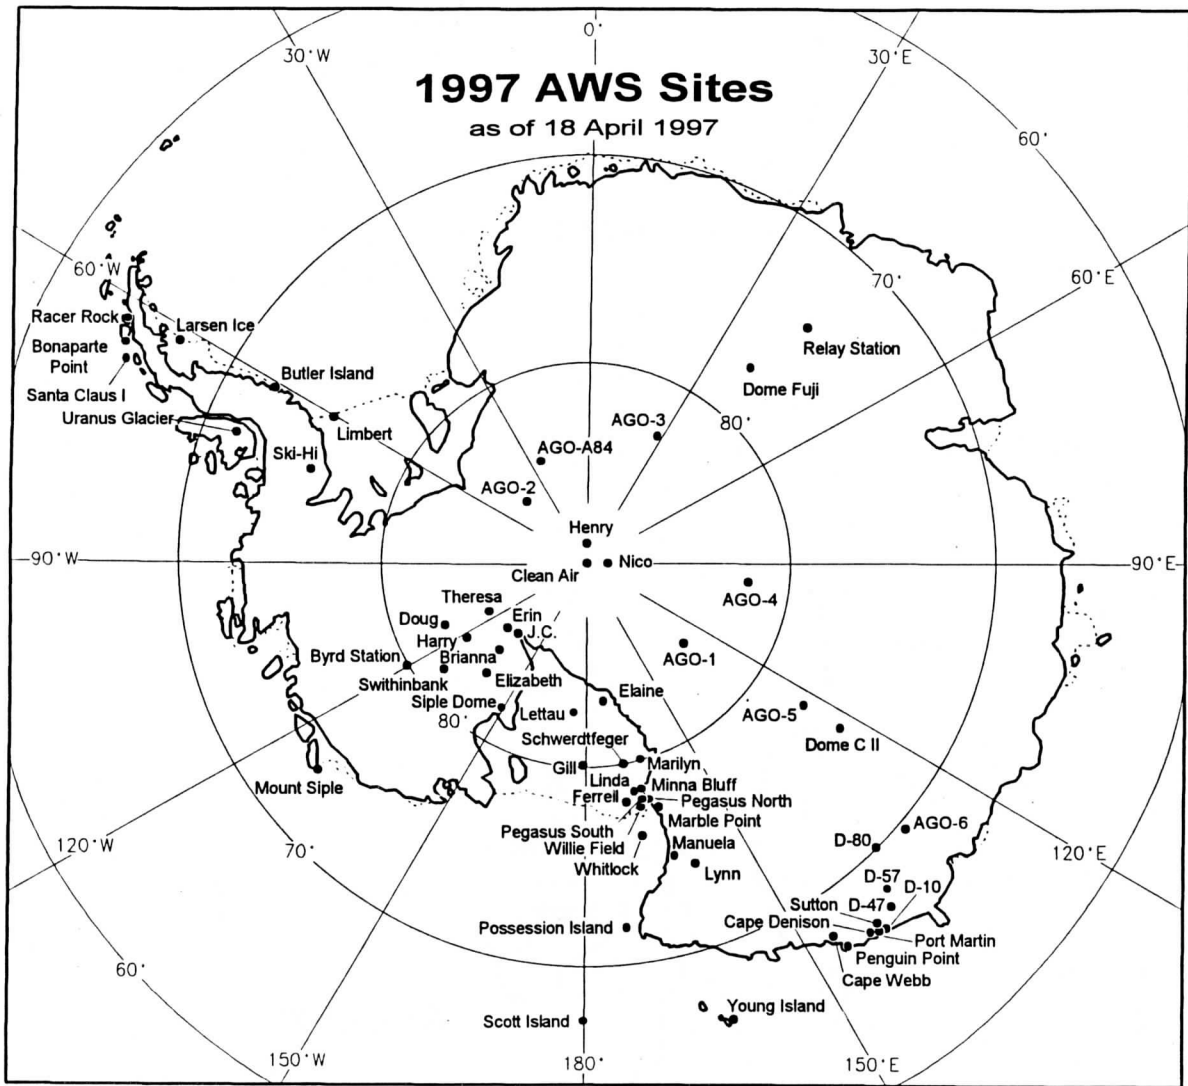 0°
30°W
30°E
1997 AWS Sites
as of 18 April 1997
60°
60°W
60°E
70°
Racer Rock
Larsen Ice
Bonaparte
Point
Relay Station
Santa Claus I
Butler Island
Dome Fuji
Uranus Glacier
Limbert
AGO-3
80°
Ski-Hi
AGO-A84
AGO-2
Henry
90°W
Clean Air
Nico
90°E
AGO-4
Theresa
Doug
Erin
J.C.
Harry
Byrd Station
Brianna
AGO-1
Swithinbank
Elizabeth
Siple Dome
Elaine
80°
Lettau
AGO-5
Schwerdtfeger
Dome C II
Gill
Marilyn
Mount Siple
Linda
Minna Bluff
Ferrell
Pegasus North
Marble Point
Pegasus South
AGO-6
120°W
70°
Willie Field
Manuela
D-80
120°E
Whitlock
Lynn
D-57
D-10
Sutton
D-47
Cape Denison
Possession Island
Port Martin
Penguin Point
60°
Cape Webb
Young Island
Scott Island
150°W
180°
150°E